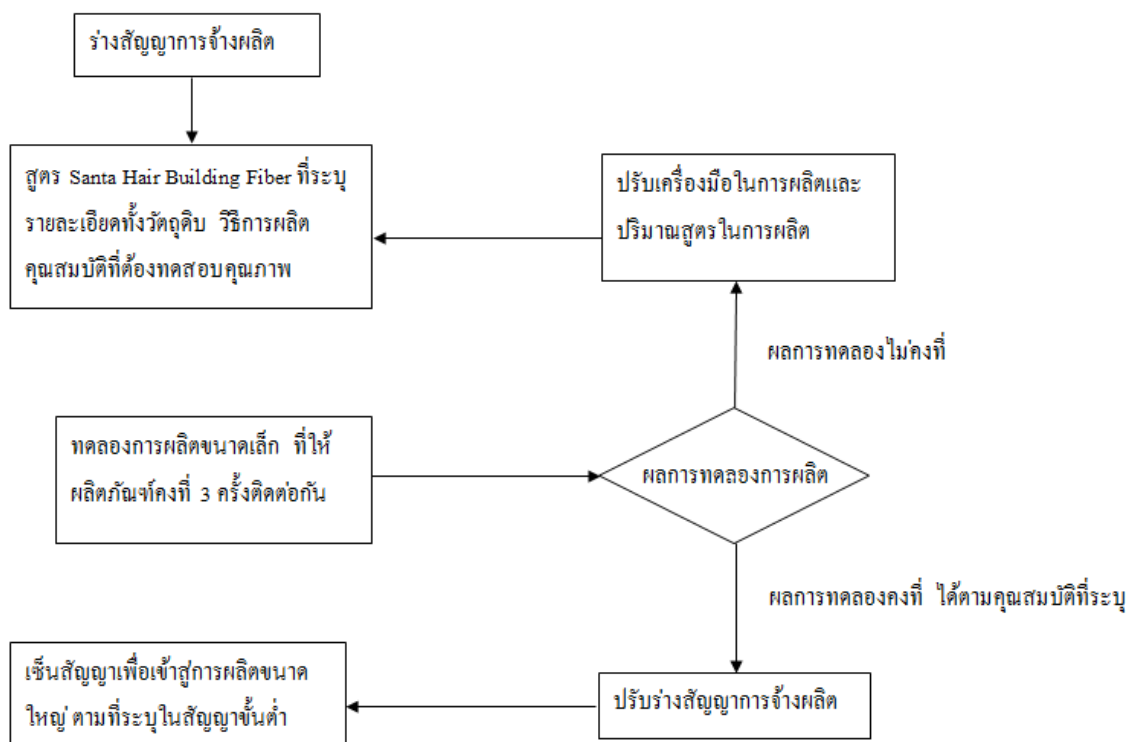 ร่างสัญญาการจ้างผลิต
สูตร Santa Hair Building Fiber ที่ระบุ
รายละเอียดทั้งวัตถุดิบ วิธีการผลิต
คุณสมบัติที่ต้องทดสอบคุณภาพ
ปรับเครื่องมือในการผลิตและ
ปริมาณสูตรในการผลิต
ผลการทดลองไม่คงที่
ทดลองการผลิตขนาดเล็ก ที่ให้
ผลิตภัณฑ์คงที่ 3 ครั้งติดต่อกัน
ผลการทดลองการผลิต
ผลการทดลองคงที่ ได้ตามคุณสมบัติที่ระบุ
ปรับร่างสัญญาการจ้างผลิต
เซ็นสัญญาเพื่อเข้าสู่การผลิตขนาด
ใหญ่ ตามที่ระบุในสัญญาขั้นต่ำ